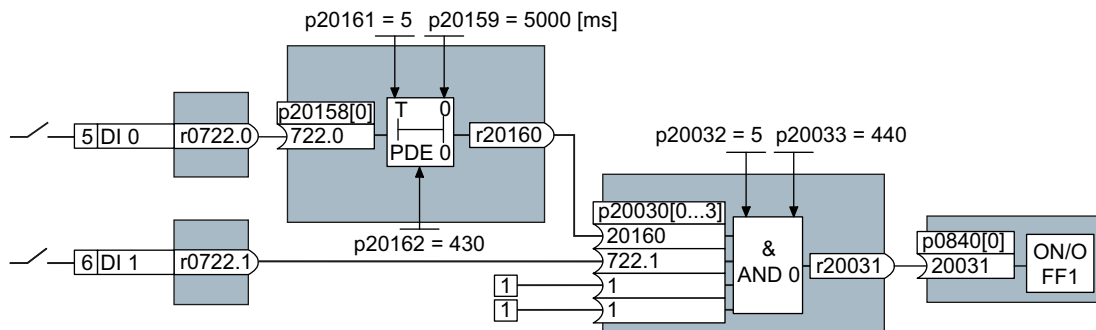 p20161 = 5
p20159 = 5000 [ms]
p20158[0]
T 0
5 DI 0
r0722.0
722.0
PDE 0
r20160
p20032 = 5
p20033 = 440
p20162 = 430
p20030[0...3]
20160
&
p0840[0]
6 DI 1
r0722.1
722.1
AND 0
r20031
20031
ON/O
FF1
1
1
1
1